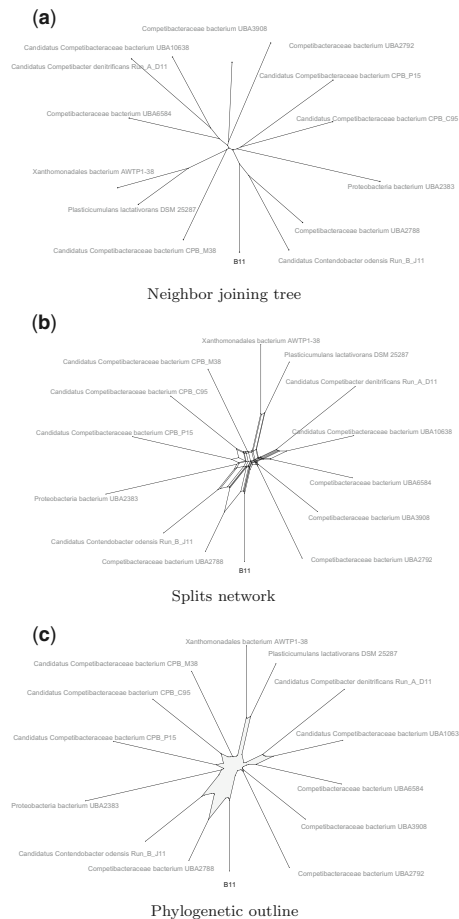 (a)
Competibacteraceae bacterium UBA3908
Candidatus Competibacteraceae bacterium UBA10638
Competibacteraceae bacterium UBA2792
Candidatus Competibacter denitrificans Run_A_D11
Candidatus Competibacteraceae bacterium CPB_P15
Competibacteraceae bacterium UBA6584
Candidatus Competibacteraceae bacterium CPB_C95
Xanthomonadales bacterium AWTP1-38
Proteobacteria bacterium UBA2383
Plasticicumulans lactativorans DSM 25287
Competibacteraceae bacterium UBA2788
Candidatus Competibacteraceae bacterium CPB_M38
B11
Candidatus Contendobacter odensis Run_B_J11
Neighbor joining tree
(b)
Xanthomonadales bacterium AWTP1-38
Plasticicumulans lactativorans DSM 25287
Candidatus Competibacteraceae bacterium CPB_M38
Candidatus Competibacter denitrificans Run_A_D11
Candidatus Competibacteraceae bacterium CPB_C95
Candidatus Competibacteraceae bacterium UBA10638
Candidatus Competibacteraceae bacterium CPB_P15
Competibacteraceae bacterium UBA6584
Proteobacteria bacterium UBA2383
Competibacteraceae bacterium UBA3908
Candidatus Contendobacter odensis Run_B_J11
Competibacteraceae bacterium UBA2788
Competibacteraceae bacterium UBA2792
B11
Splits network
(c)
Xanthomonadales bacterium AWTP1-38
Plasticicumulans lactativorans DSM 25287
Candidatus Competibacteraceae bacterium CPB_M38
Candidatus Competibacter denitrificans Run_A_D11
Candidatus Competibacteraceae bacterium CPB_C95
Candidatus Competibacteraceae bacterium UBA1063
Candidatus Competibacteraceae bacterium CPB_P15
Competibacteraceae bacterium UBA6584
Proteobacteria bacterium UBA2383
Competibacteraceae bacterium UBA3908
Candidatus Contendobacter odensis Run_B_J11
Competibacteraceae bacterium UBA2788
Competibacteraceae bacterium UBA2792
B11
Phylogenetic outline